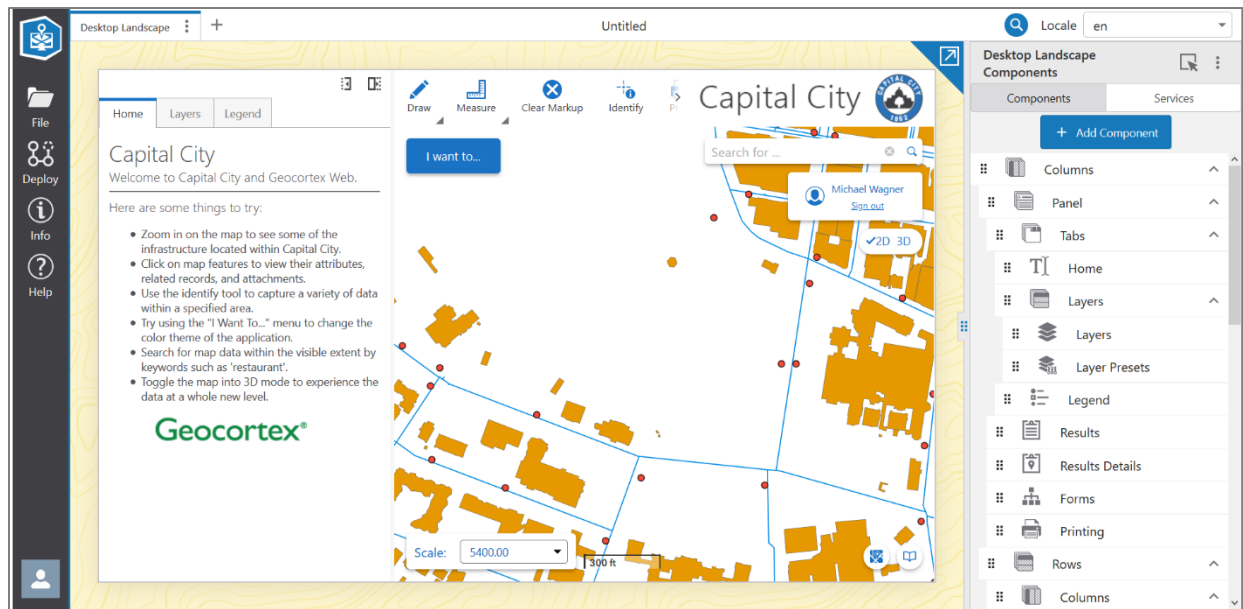 Desktop Landscape
Untitled
Locale
en
File
Deploy
Info
Help
Home
Layers
Legend
Capital City
Welcome to Capital City and Geocortex Web.
Here are some things to try:
Zoom in on the map to see some of the
infrastructure located within Capital City.
Click on map features to view their attributes,
related records, and attachments.
Use the identify tool to capture a variety of data
within a specified area.
Try using the "I Want To..." menu to change the
color theme of the application.
Search for map data within the visible extent by
keywords such as 'restaurant'.
Toggle the map into 3D mode to experience the
data at a whole new level.
Geocortex®
Draw
Measure
Clear Markup
Identify
Capital City
CAPITAL CITY
1862
I want to...
Search for ...
Michael Wagner
Sign out
2D 3D
Scale:
5400.00
300 ft
Desktop Landscape
Components
Components
Services
+ Add Component
Columns
Panel
Tabs
Home
Layers
Layers
Layer Presets
Legend
Results
Results Details
Forms
Printing
Rows
Columns